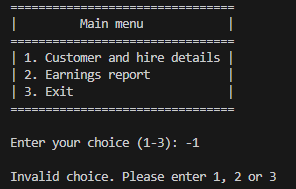 ================================
|        Main menu             |
================================
| 1. Customer and hire details |
| 2. Earnings report           |
| 3. Exit                      |
================================
Enter your choice (1-3): -1
Invalid choice. Please enter 1, 2 or 3